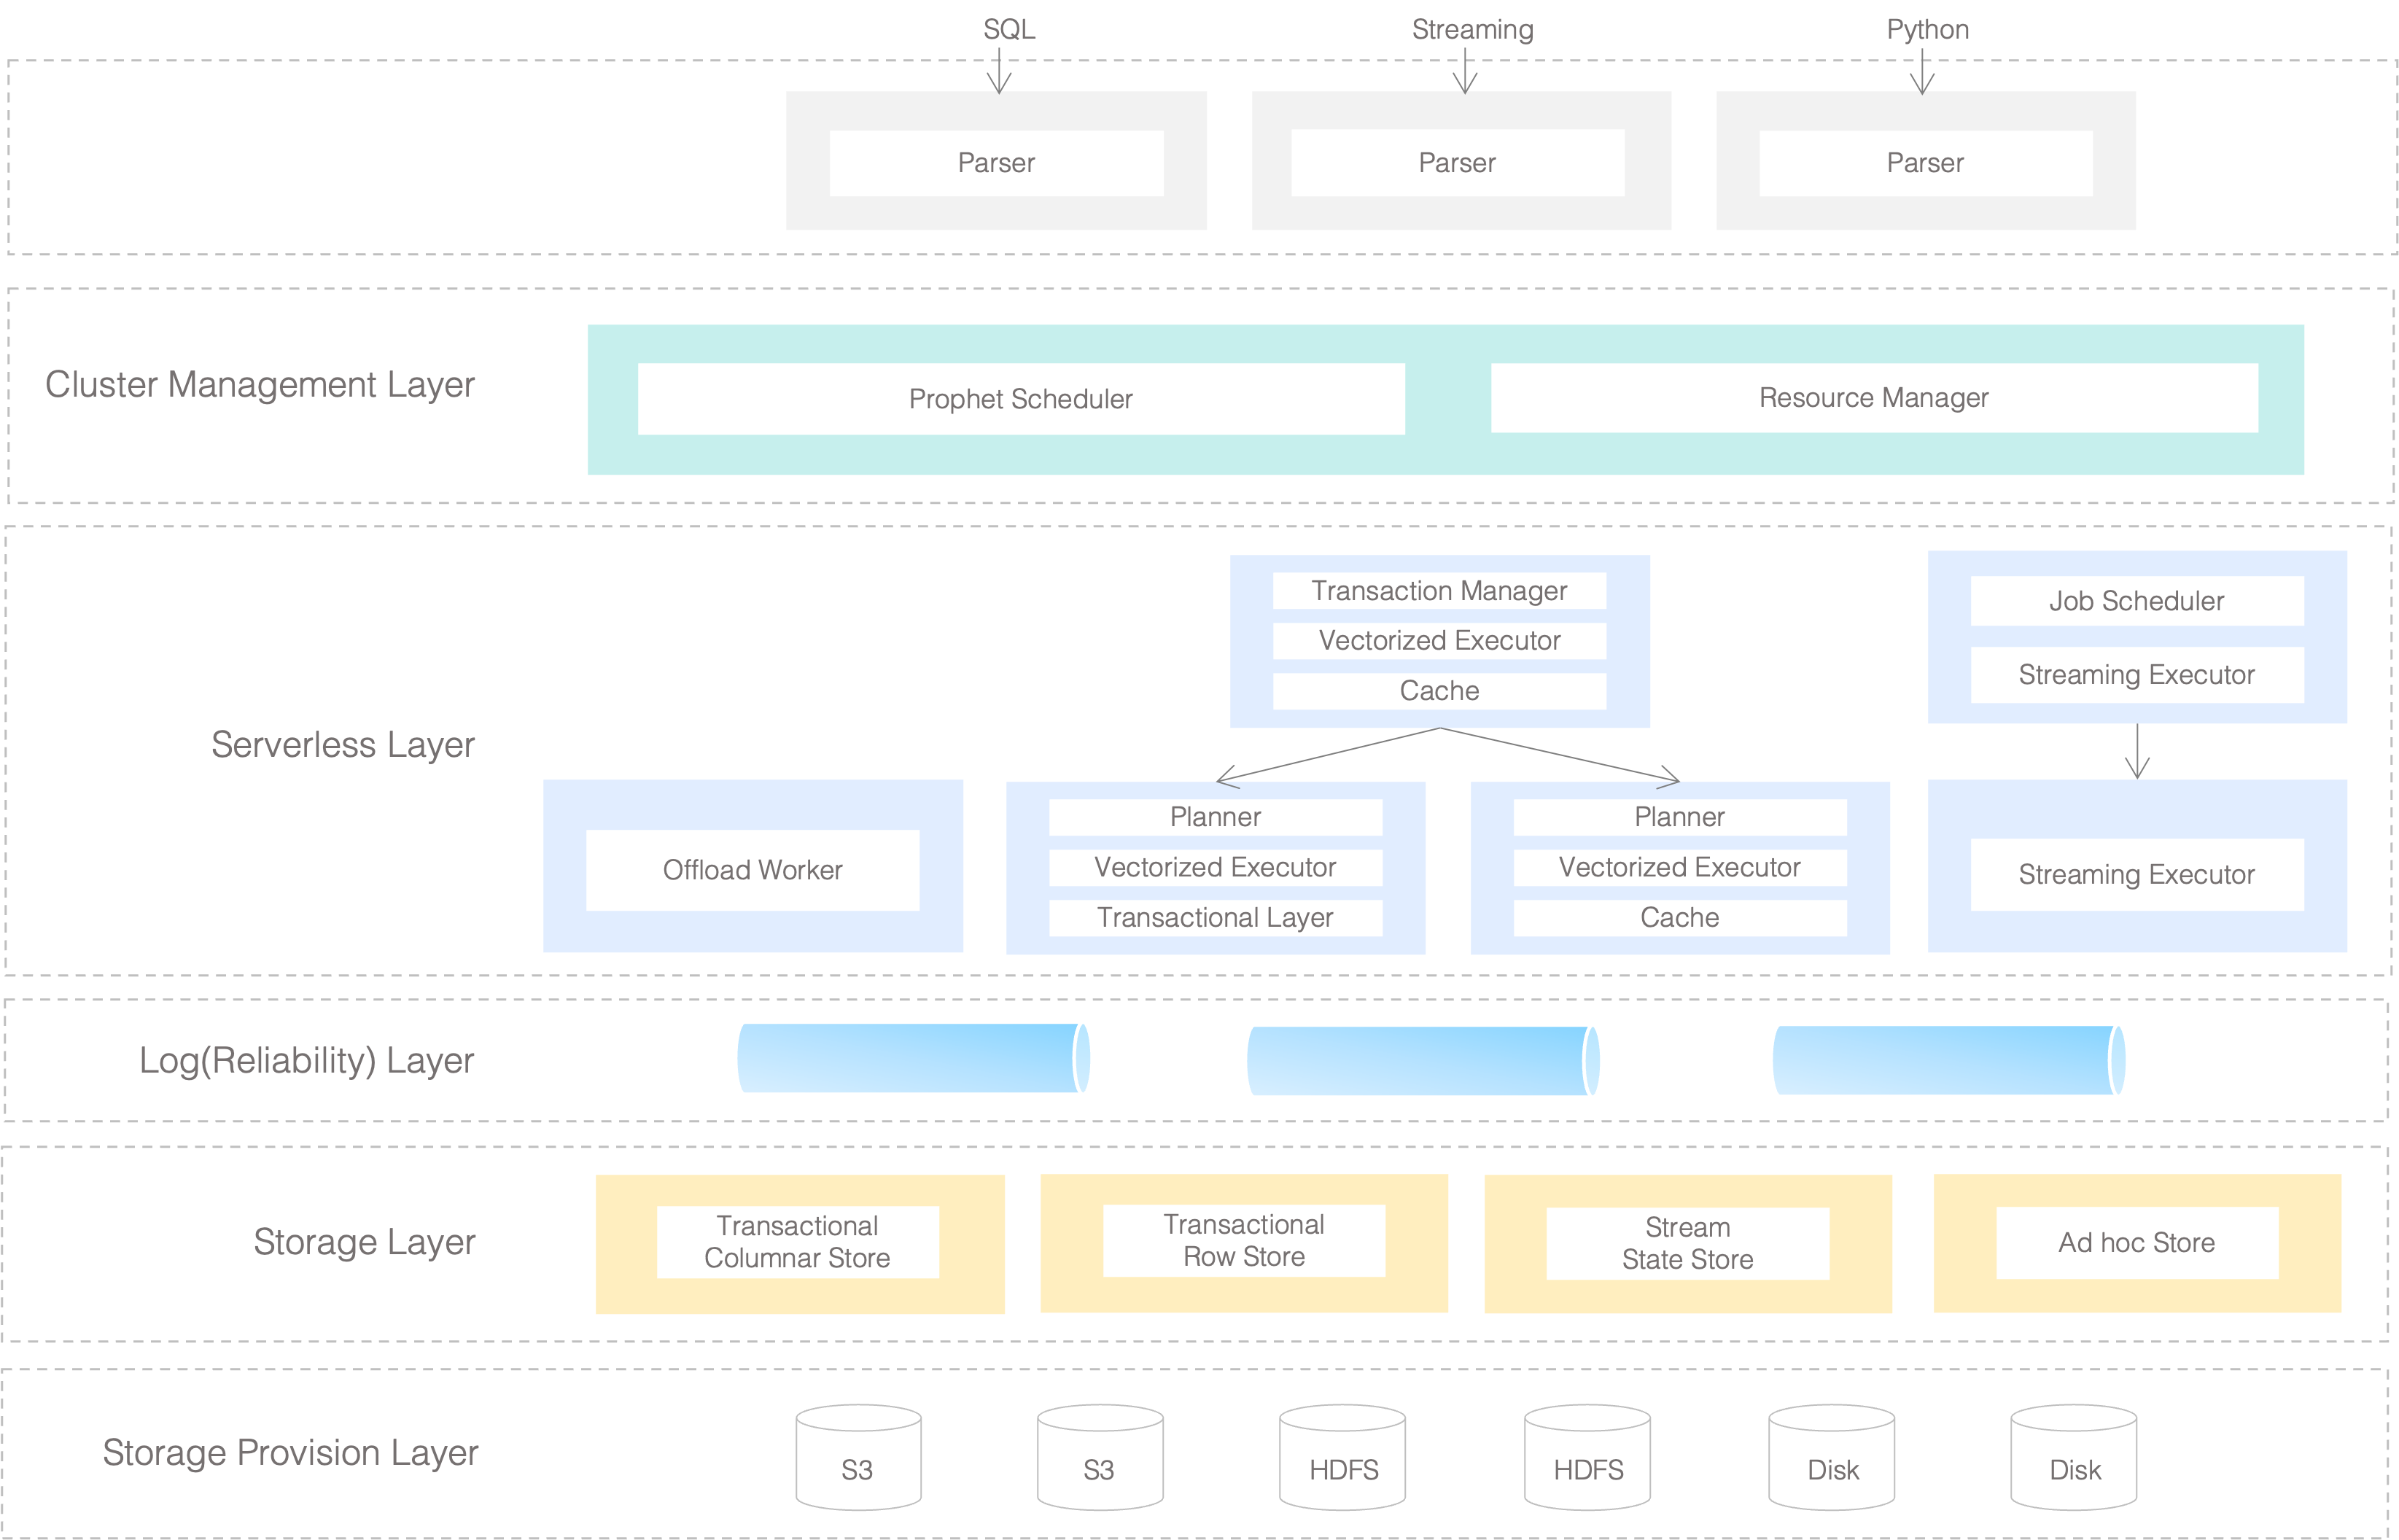 SQL
Streaming
Python
Parser
Parser
Parser
Cluster Management Layer
Prophet Scheduler
Resource Manager
Serverless Layer
Transaction Manager
Vectorized Executor
Cache
Job Scheduler
Streaming Executor
Offload Worker
Planner
Vectorized Executor
Transactional Layer
Planner
Vectorized Executor
Cache
Streaming Executor
Log(Reliability) Layer
Storage Layer
Transactional
Columnar Store
Transactional
Row Store
Stream
State Store
Ad hoc Store
Storage Provision Layer
S3
S3
HDFS
HDFS
Disk
Disk